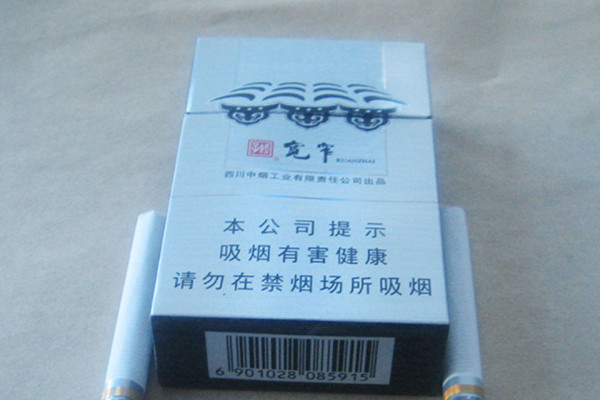 宽窄 KUANZHAI
四川中烟工业有限责任公司出品
本公司提示
吸烟有害健康
请勿在禁烟场所吸烟
6 901028 085915